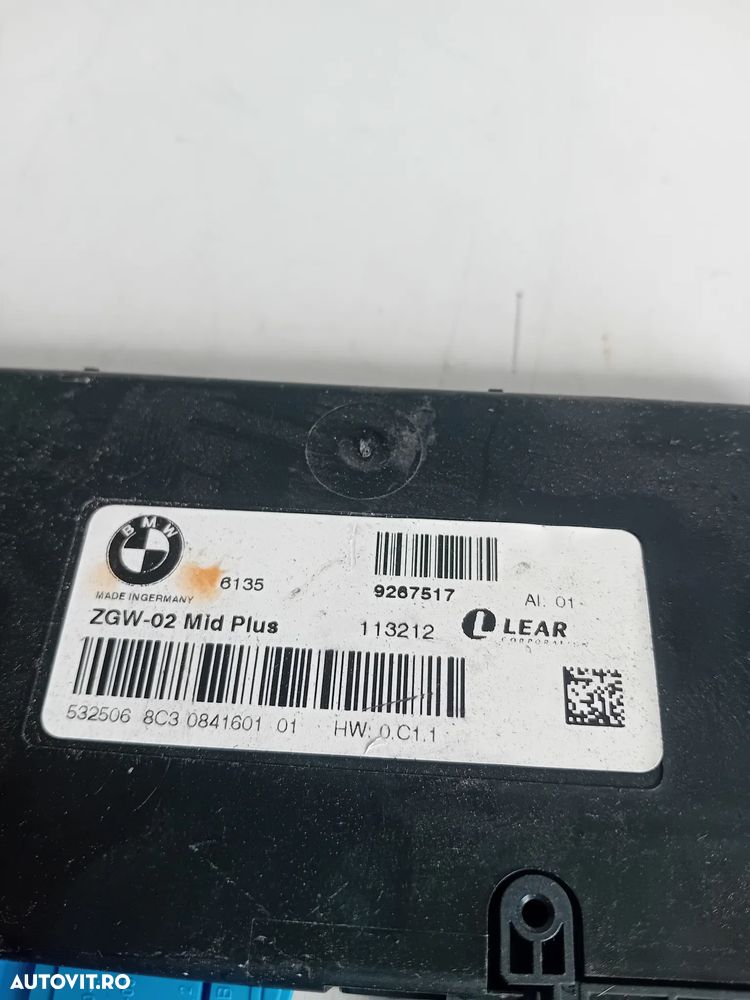 BMW
6135
9267517
AI: 01
MADE INGERMANY
ZGW-02 Mid Plus
113212
LEAR
CORPORATION
532506 8C3 0841601 01 HW: 0.C1.1
AUTOVIT.RO